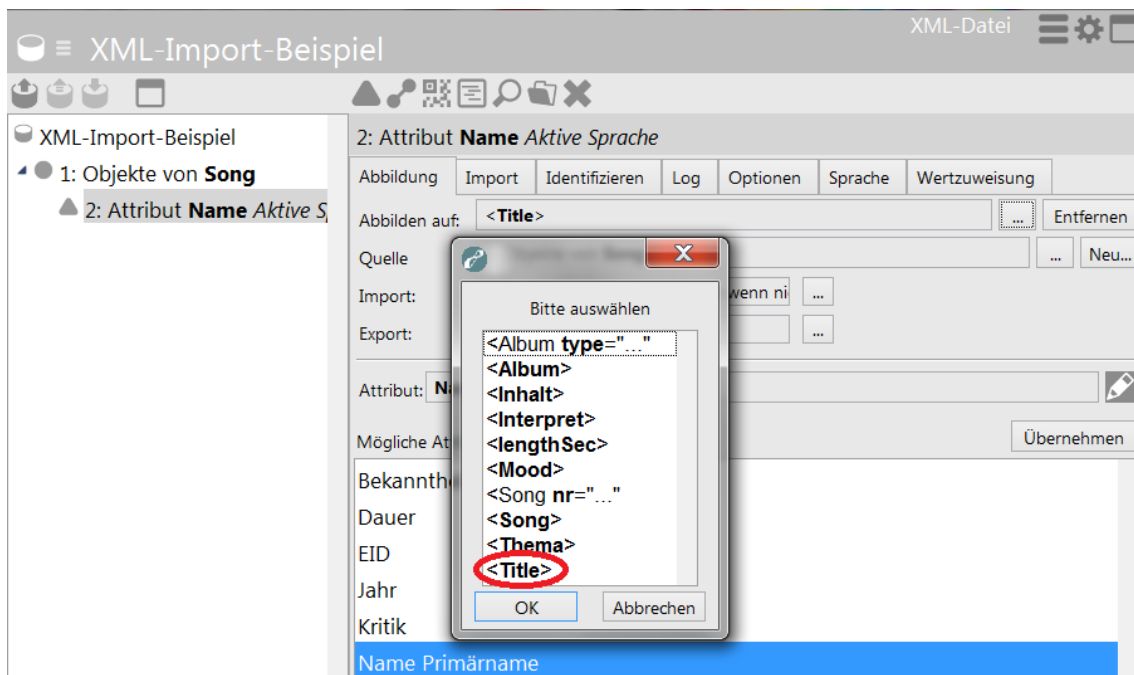 XML-Datei
XML-Import-Beispiel
XML-Import-Beispiel
1: Objekte von Song
2: Attribut Name Aktive S
2: Attribut Name Aktive Sprache
Abbildung Import Identifizieren Log Optionen Sprache Wertzuweisung
Abbilden auf: <Title> ... Entfernen
Quelle ... Neu...
Import: wenn ni ...
Export: ...
Attribut:
Mögliche
Übernehmen
Dauer
EID
Jahr
Kritik
Name Primärname
X
Bitte auswählen
<Album type="..."
<Album>
<Inhalt>
<Interpret>
<lengthSec>
<Mood>
<Song nr="..."
<Song>
<Thema>
<Title>
OK Abbrechen